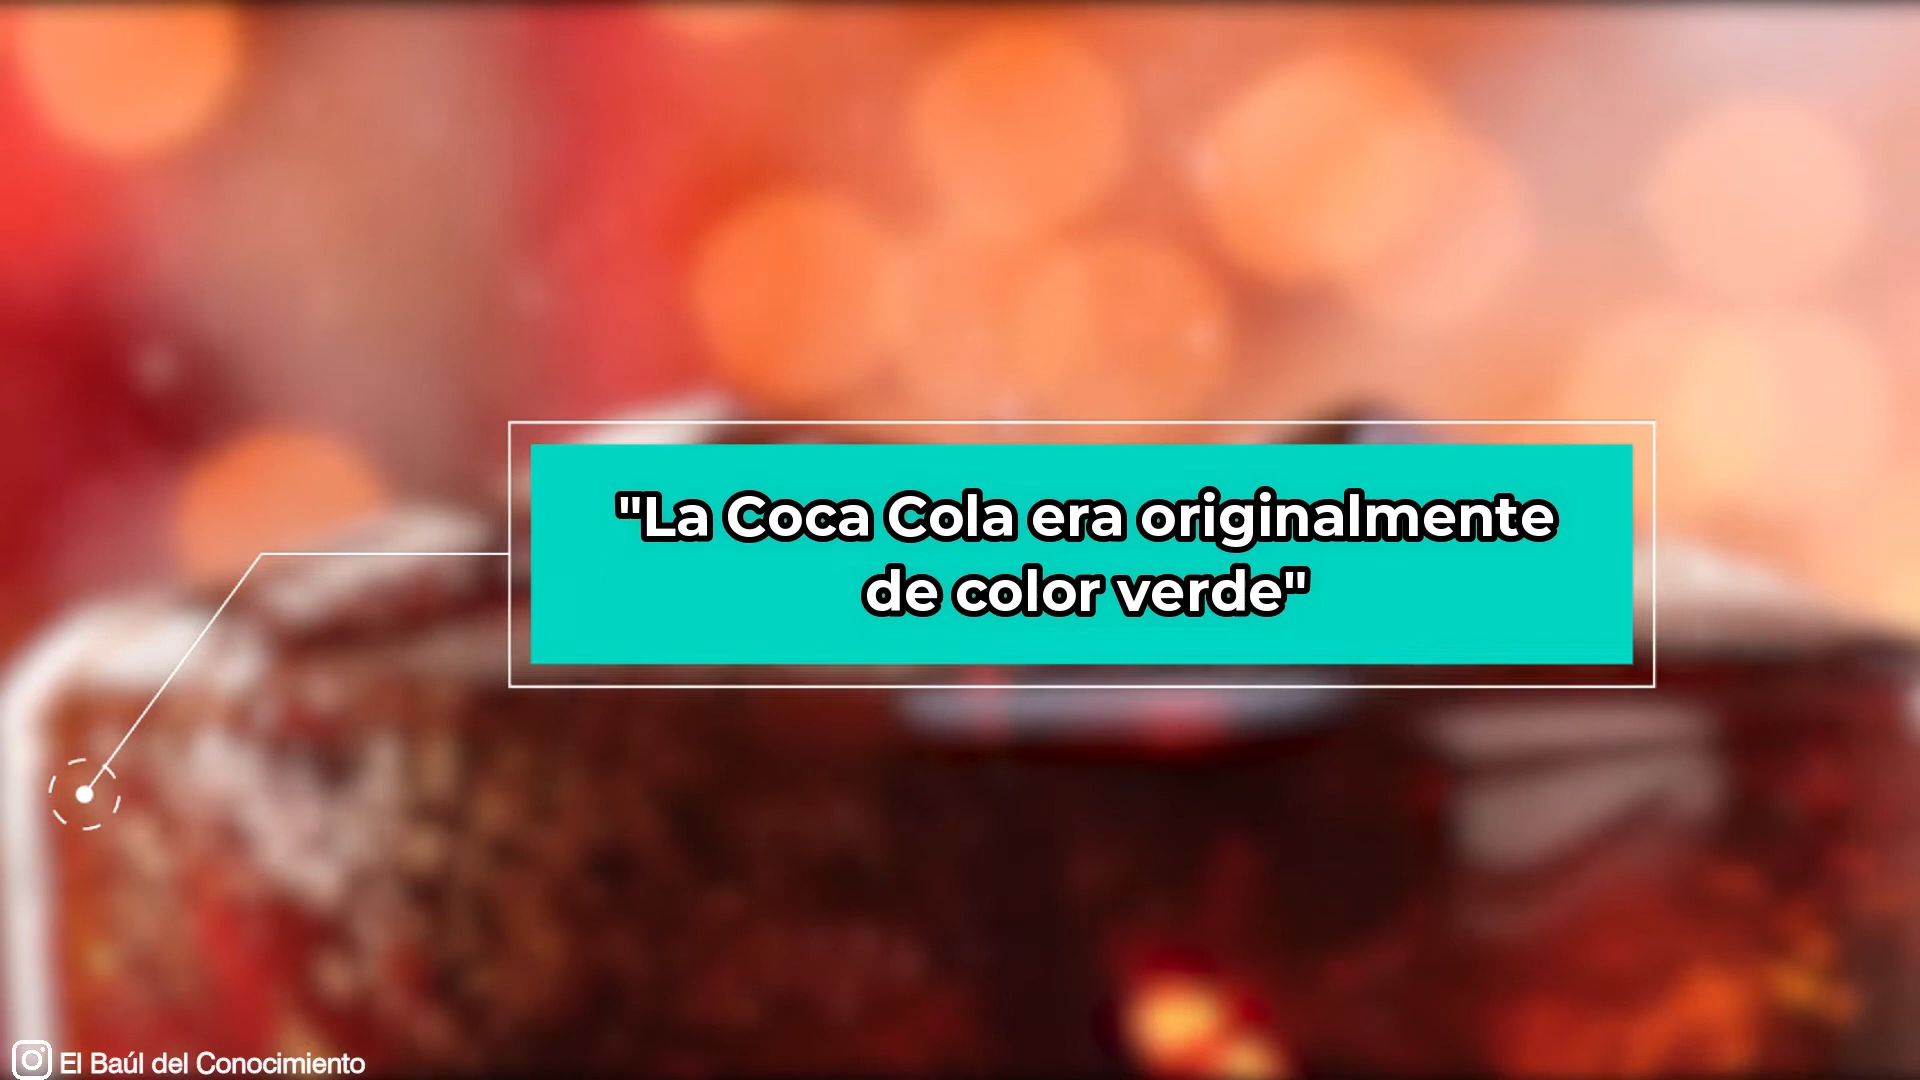 "La Coca Cola era originalmente
de color verde"
El Baúl del Conocimiento